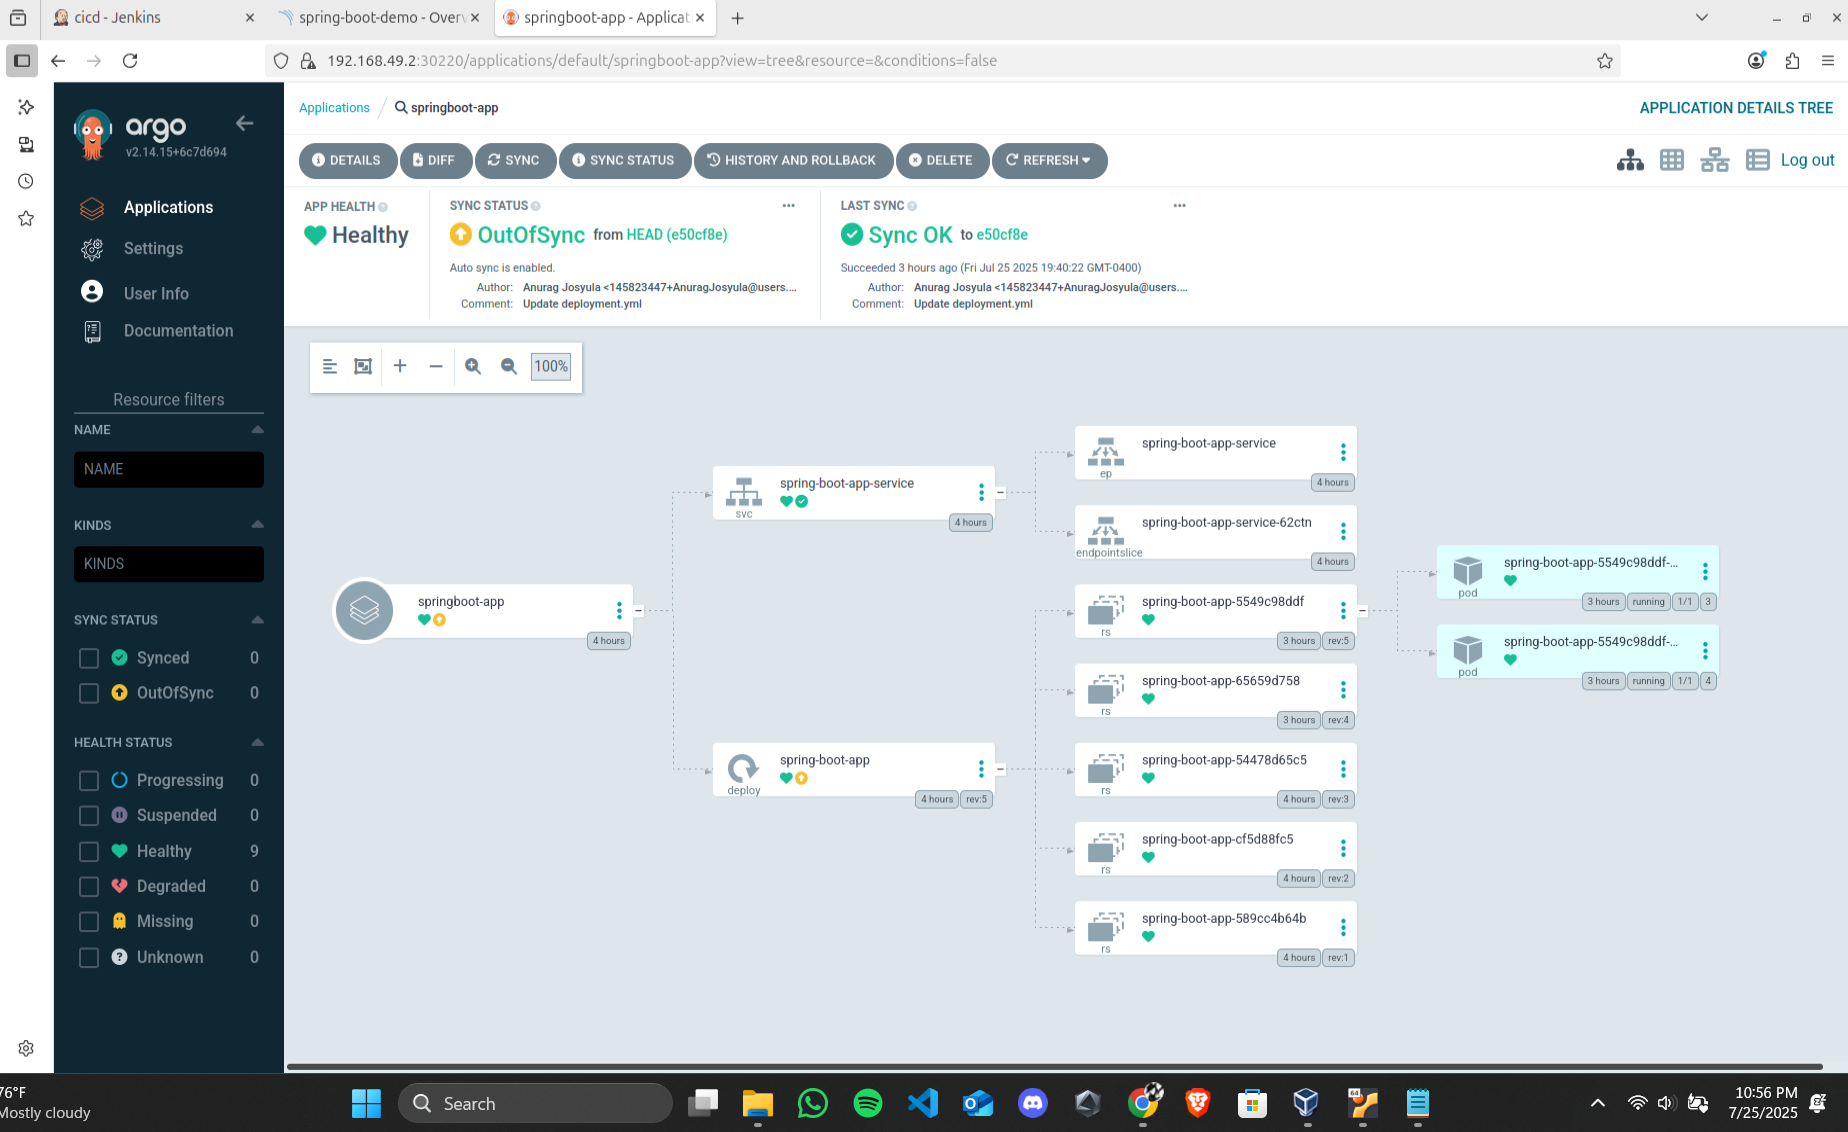 cicd - Jenkins
spring-boot-demo - Overv
springboot-app - Applicat
192.168.49.2:30220/applications/default/springboot-app?view=tree&resource=&conditions=false
argo
v2.14.15+6c7d694
Applications
Settings
User Info
Documentation
Resource filters
NAME
NAME
KINDS
KINDS
SYNC STATUS
Synced 0
OutOfSync 0
HEALTH STATUS
Progressing 0
Suspended 0
Healthy 9
Degraded 0
Missing 0
Unknown 0
Applications / springboot-app
APPLICATION DETAILS TREE
DETAILS DIFF SYNC SYNC STATUS HISTORY AND ROLLBACK DELETE REFRESH
Log out
APP HEALTH
Healthy
SYNC STATUS
OutOfSync from HEAD (e50cf8e)
Auto sync is enabled.
Author: Anurag Josyula <145823447+AnuragJosyula@users....
Comment: Update deployment.yml
LAST SYNC
Sync OK to e50cf8e
Succeeded 3 hours ago (Fri Jul 25 2025 19:40:22 GMT-0400)
Author: Anurag Josyula <145823447+AnuragJosyula@users....
Comment: Update deployment.yml
100%
springboot-app
4 hours
spring-boot-app-service
svc
4 hours
spring-boot-app
deploy
4 hours rev:5
spring-boot-app-service
ep
4 hours
spring-boot-app-service-62ctn
endpointslice
4 hours
spring-boot-app-5549c98ddf
rs
3 hours rev:5
spring-boot-app-65659d758
rs
3 hours rev:4
spring-boot-app-54478d65c5
rs
4 hours rev:3
spring-boot-app-cf5d88fc5
rs
4 hours rev:2
spring-boot-app-589cc4b64b
rs
4 hours rev:1
spring-boot-app-5549c98ddf-...
pod
3 hours running 1/1 3
spring-boot-app-5549c98ddf-...
pod
3 hours running 1/1 4
76°F
Mostly cloudy
Search
64
10:56 PM
7/25/2025